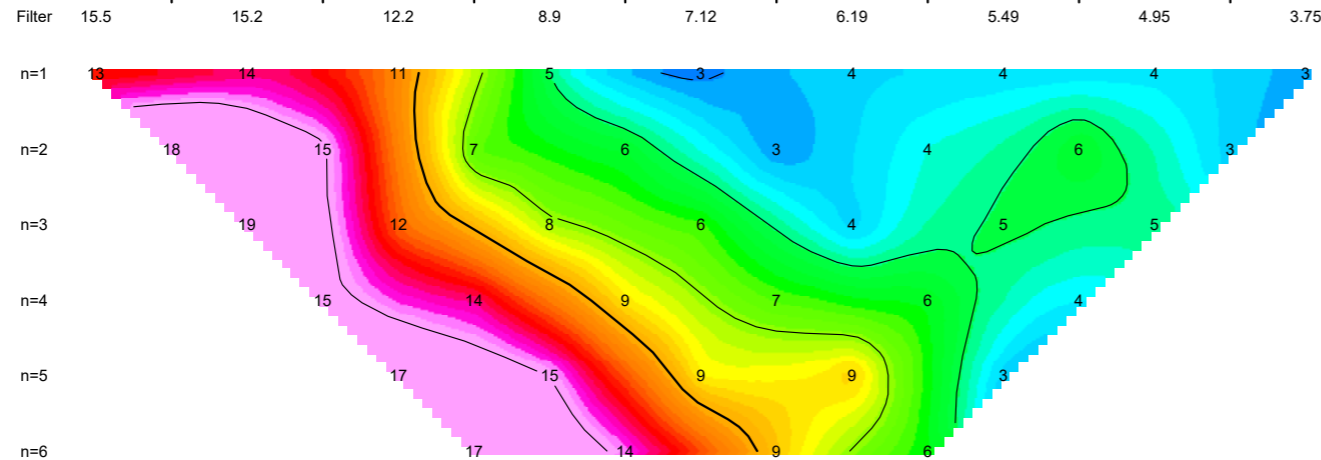 Filter 15.5 15.2 12.2 8.9 7.12 6.19 5.49 4.95 3.75
n=1 13 14 11 5 3 4 4 4 3
n=2 18 15 7 6 3 4 6 3
n=3 19 12 8 6 4 5 5
n=4 15 14 9 7 6 4
n=5 17 15 9 9 3
n=6 17 14 9 6